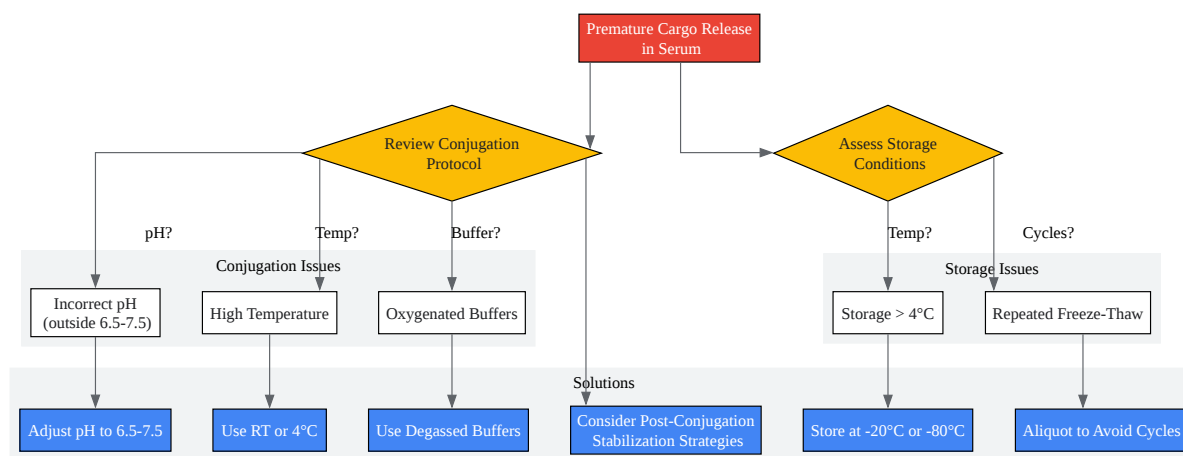 Premature Cargo Release
in Serum
Review Conjugation
Protocol
Assess Storage
Conditions
pH?
Temp?
Buffer?
Temp?
Cycles?
Conjugation Issues
Storage Issues
Incorrect pH
(outside 6.5-7.5)
High Temperature
Oxygenated Buffers
Storage > 4°C
Repeated Freeze-Thaw
Solutions
Adjust pH to 6.5-7.5
Use RT or 4°C
Use Degassed Buffers
Consider Post-Conjugation
Stabilization Strategies
Store at -20°C or -80°C
Aliquot to Avoid Cycles